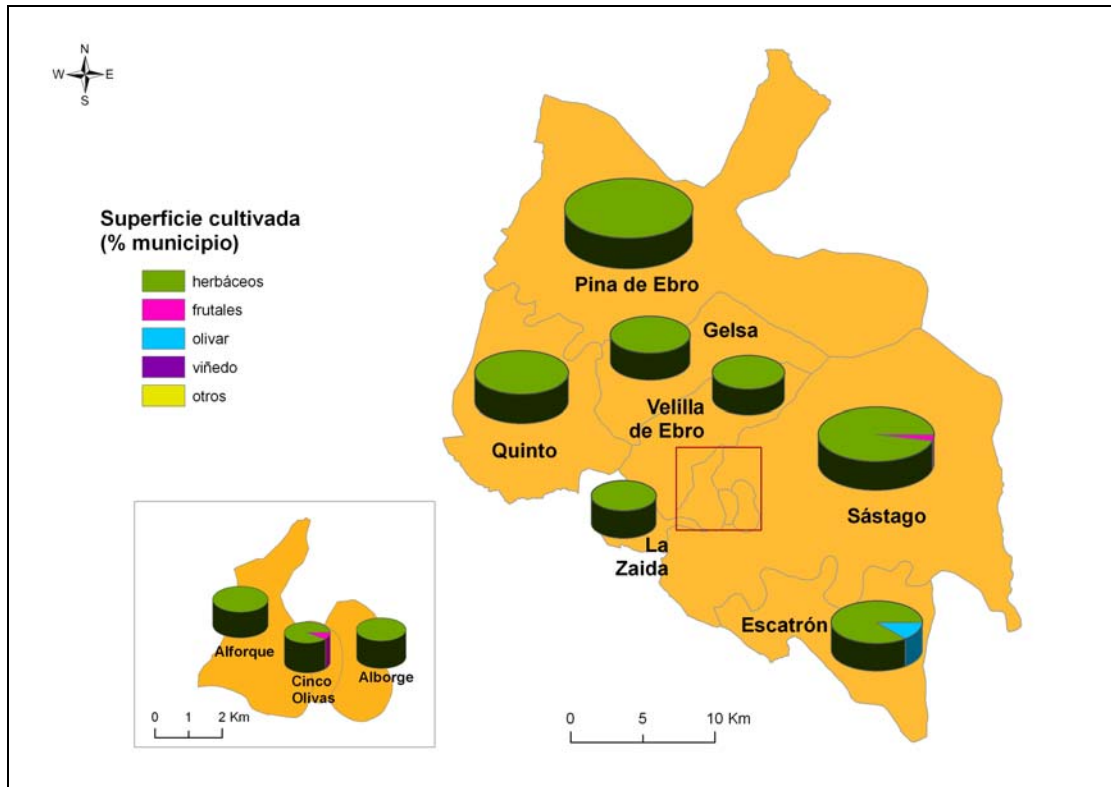 N
W E
S
Superficie cultivada
(% municipio)
herbáceos
frutales
olivar
viñedo
otros
Pina de Ebro
Gelsa
Velilla
de Ebro
Quinto
Sástago
La
Zaida
Escatrón
Alforque
Cinco
Olivas
Alborge
0 1 2 Km
0 5 10 Km